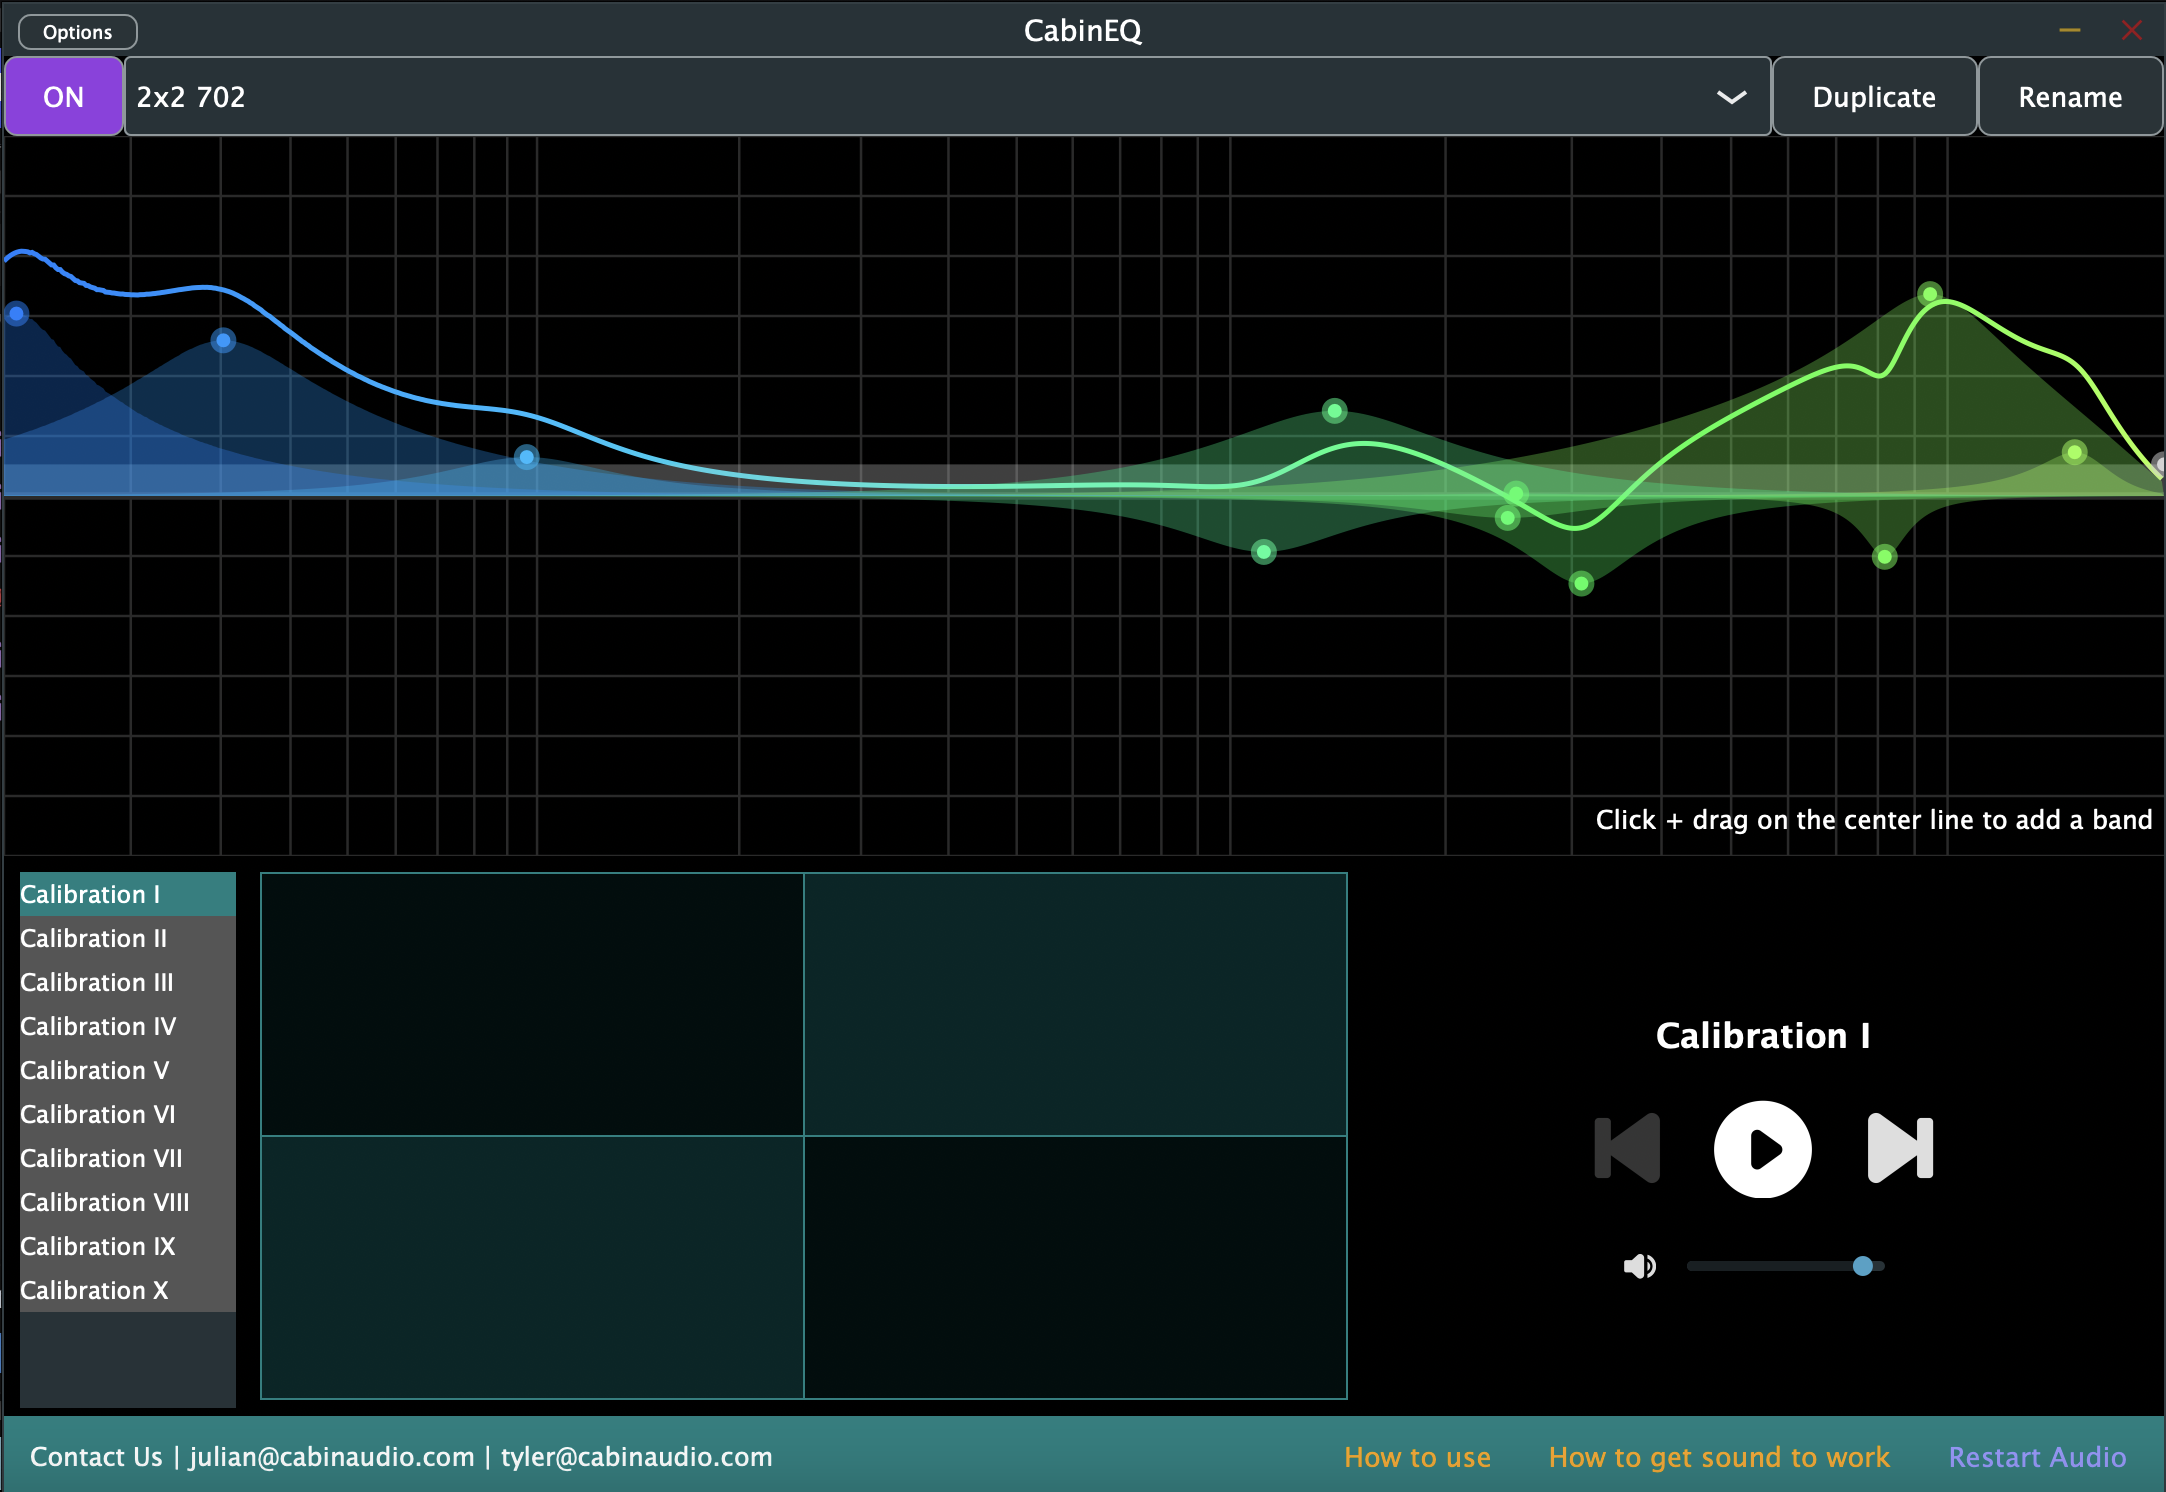 Options
CabinEQ
ON
2x2 702
Duplicate
Rename
Click + drag on the center line to add a band
Calibration I
Calibration II
Calibration III
Calibration IV
Calibration V
Calibration VI
Calibration VII
Calibration VIII
Calibration IX
Calibration X
Calibration I
Contact Us | julian@cabinaudio.com | tyler@cabinaudio.com
How to use
How to get sound to work
Restart Audio